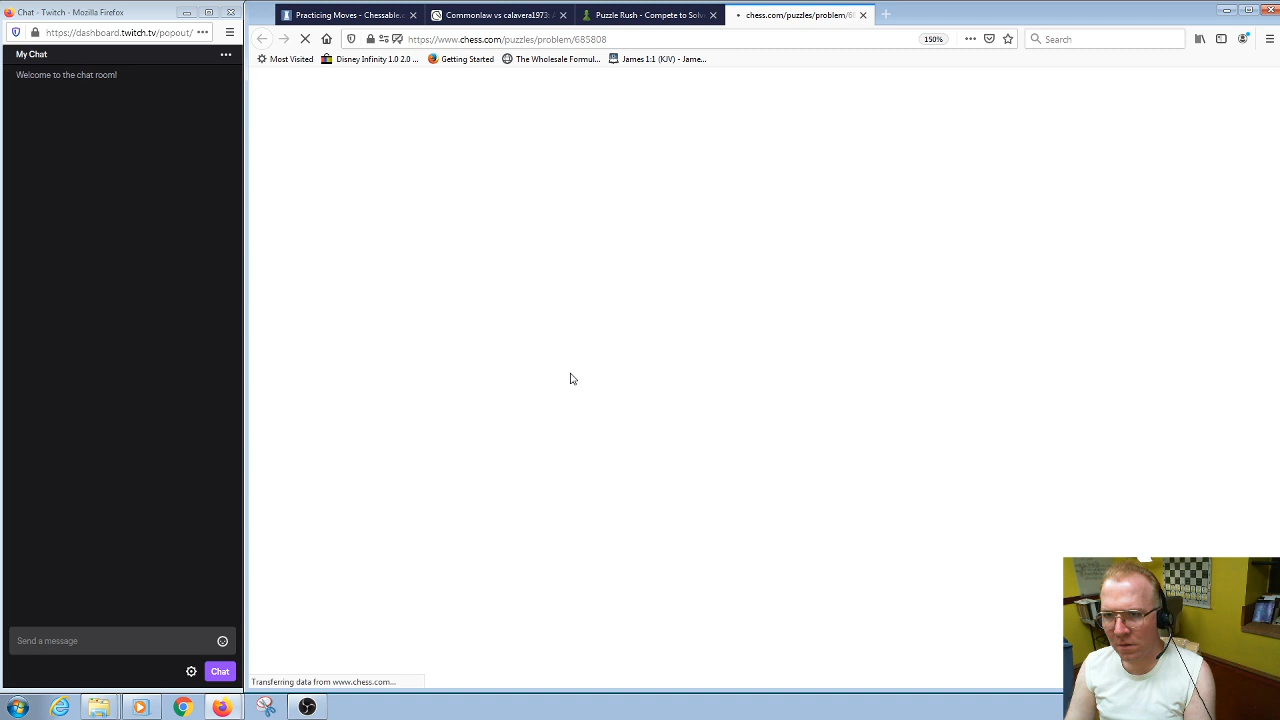 Chat - Twitch - Mozilla Firefox
https://dashboard.twitch.tv/popout/
My Chat
Welcome to the chat room!
Send a message
Chat
Practicing Moves - Chessable.
Commonlaw vs calavera1973:
Puzzle Rush - Compete to Solv
chess.com/puzzles/problem/68
https://www.chess.com/puzzles/problem/685808
150%
Search
Most Visited
Disney Infinity 1.0 2.0 ...
Getting Started
The Wholesale Formul...
James 1:1 (KJV) - Jame...
Transferring data from www.chess.com...